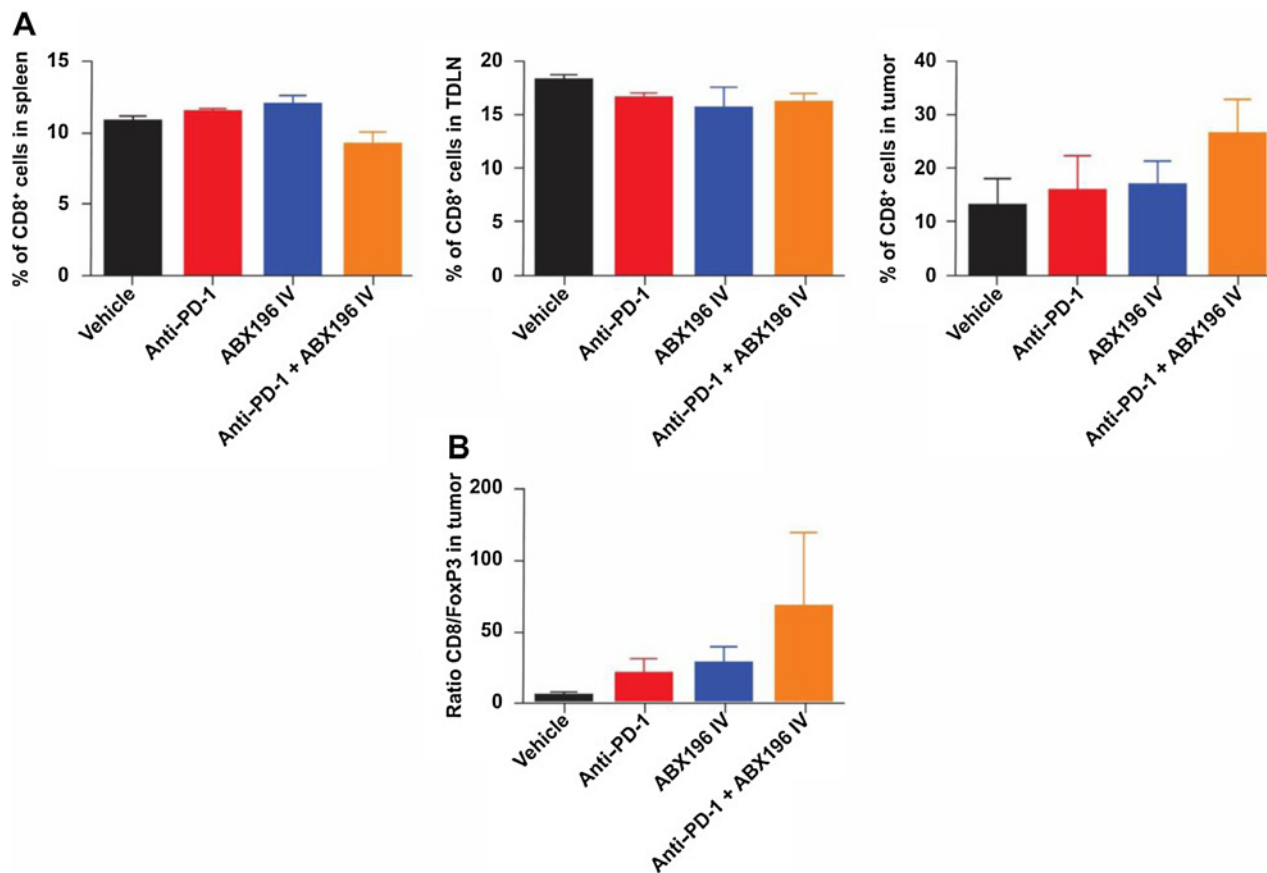 A
% of CD8⁺ cells in spleen
15
10
5
0
Vehicle
Anti–PD-1
ABX196 IV
Anti–PD-1 + ABX196 IV
% of CD8⁺ cells in TDLN
20
15
10
5
0
Vehicle
Anti–PD-1
ABX196 IV
Anti–PD-1 + ABX196 IV
% of CD8⁺ cells in tumor
40
30
20
10
0
Vehicle
Anti–PD-1
ABX196 IV
Anti–PD-1 + ABX196 IV
B
Ratio CD8/FoxP3 in tumor
200
100
50
0
Vehicle
Anti–PD-1
ABX196 IV
Anti–PD-1 + ABX196 IV